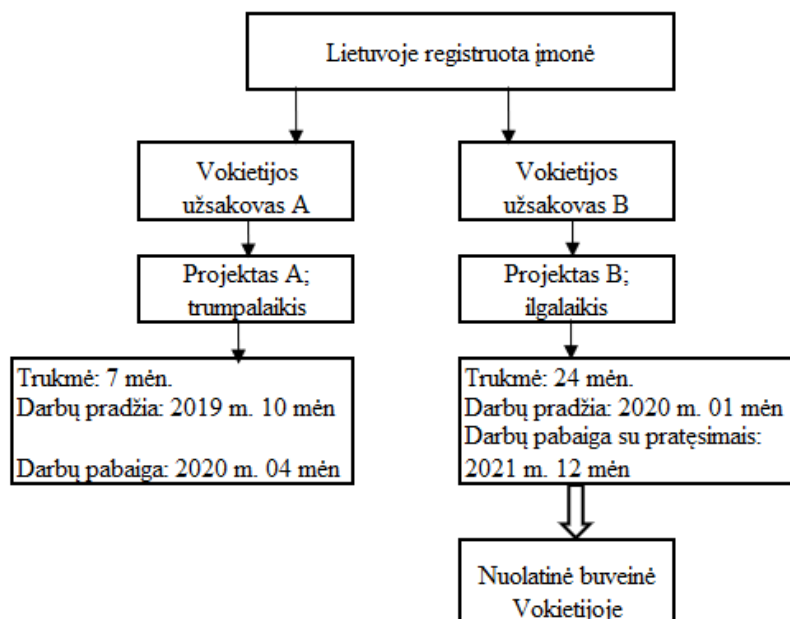 Lietuvoje registruota įmonė
Vokietijos
užsakovas A
Vokietijos
užsakovas B
Projektas A;
trumpalaikis
Projektas B;
ilgalaikis
Trukmė: 7 mėn.
Darbų pradžia: 2019 m. 10 mėn
Darbų pabaiga: 2020 m. 04 mėn
Trukmė: 24 mėn.
Darbų pradžia: 2020 m. 01 mėn
Darbų pabaiga su pratęsimais:
2021 m. 12 mėn
Nuolatinė buveinė
Vokietijoje